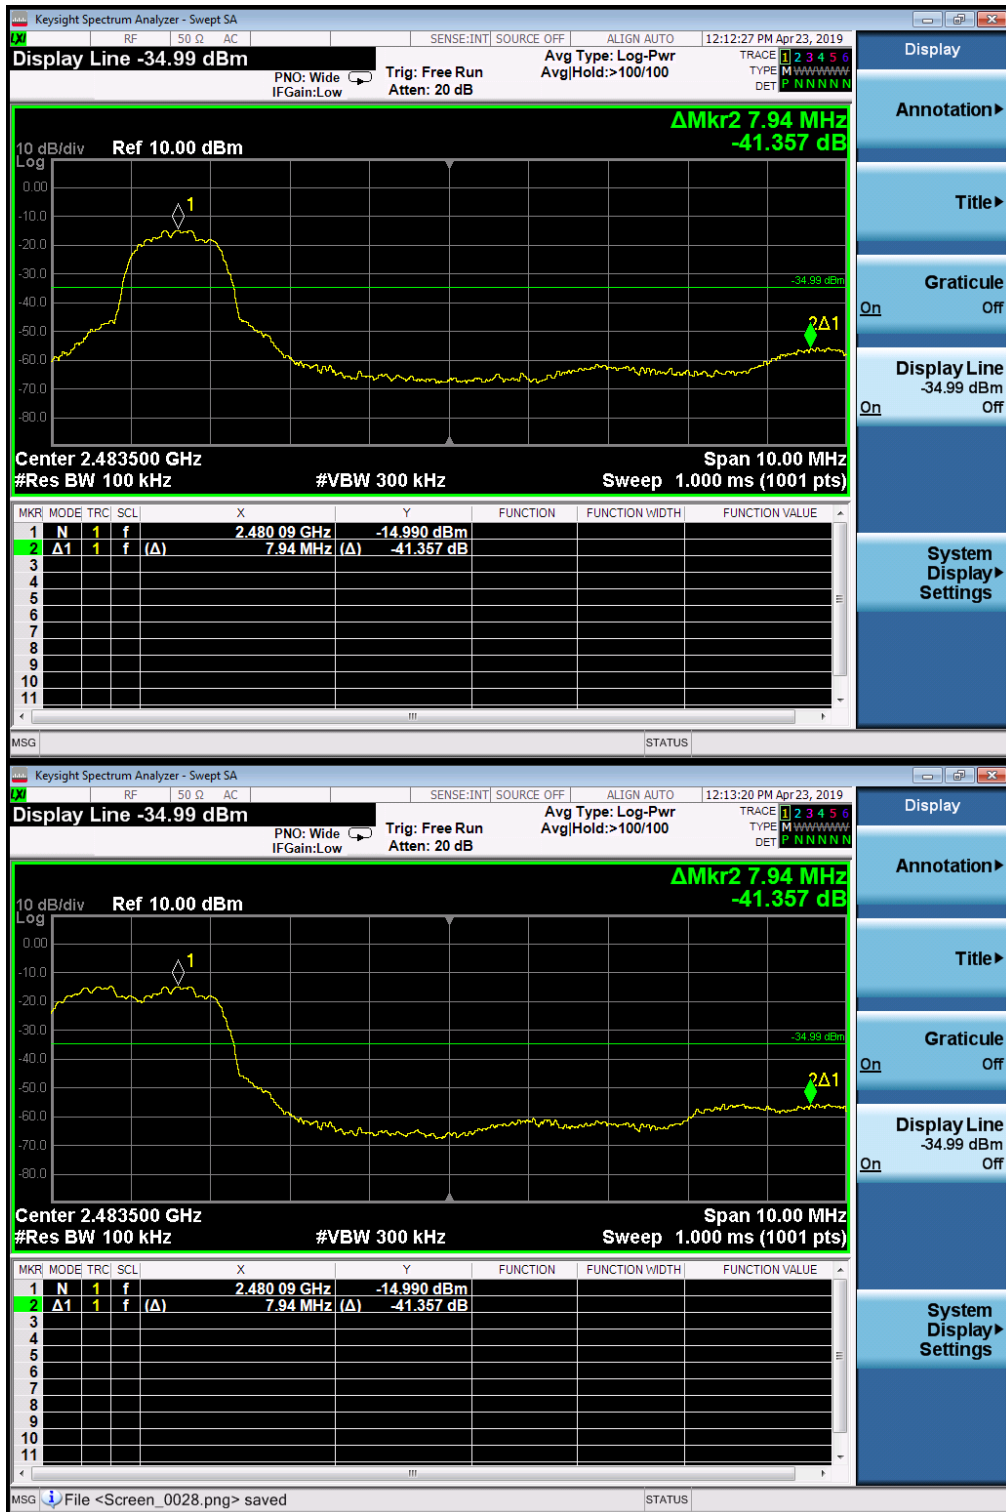 Keysight Spectrum Analyzer - Swept SA
LXI RF 50 Ω AC SENSE:INT SOURCE OFF ALIGN AUTO 12:12:27 PM Apr 23, 2019
Display Line -34.99 dBm
PNO: Wide
IFGain:Low
Trig: Free Run
Atten: 20 dB
Avg Type: Log-Pwr
Avg|Hold:>100/100
TRACE 1 2 3 4 5 6
TYPE M WWWWW
DET P N N N N N
ΔMkr2 7.94 MHz
-41.357 dB
10 dB/div Ref 10.00 dBm
Log
0.00
-10.0
-20.0
-30.0
-40.0
-50.0
-60.0
-70.0
-80.0
1
-34.99 dBm
2Δ1
Center 2.483500 GHz Span 10.00 MHz
#Res BW 100 kHz #VBW 300 kHz Sweep 1.000 ms (1001 pts)
MKR MODE TRC SCL X Y FUNCTION FUNCTION WIDTH FUNCTION VALUE
1 N 1 f 2.480 09 GHz -14.990 dBm
2 Δ1 1 f (Δ) 7.94 MHz (Δ) -41.357 dB
3
4
5
6
7
8
9
10
11
MSG STATUS
Display
Annotation
Title
Graticule
On Off
Display Line
-34.99 dBm
On Off
System
Display
Settings
Keysight Spectrum Analyzer - Swept SA
LXI RF 50 Ω AC SENSE:INT SOURCE OFF ALIGN AUTO 12:13:20 PM Apr 23, 2019
Display Line -34.99 dBm
PNO: Wide
IFGain:Low
Trig: Free Run
Atten: 20 dB
Avg Type: Log-Pwr
Avg|Hold:>100/100
TRACE 1 2 3 4 5 6
TYPE M WWWWW
DET P N N N N N
ΔMkr2 7.94 MHz
-41.357 dB
10 dB/div Ref 10.00 dBm
Log
0.00
-10.0
-20.0
-30.0
-40.0
-50.0
-60.0
-70.0
-80.0
1
-34.99 dBm
2Δ1
Center 2.483500 GHz Span 10.00 MHz
#Res BW 100 kHz #VBW 300 kHz Sweep 1.000 ms (1001 pts)
MKR MODE TRC SCL X Y FUNCTION FUNCTION WIDTH FUNCTION VALUE
1 N 1 f 2.480 09 GHz -14.990 dBm
2 Δ1 1 f (Δ) 7.94 MHz (Δ) -41.357 dB
3
4
5
6
7
8
9
10
11
MSG File <Screen_0028.png> saved STATUS
Display
Annotation
Title
Graticule
On Off
Display Line
-34.99 dBm
On Off
System
Display
Settings